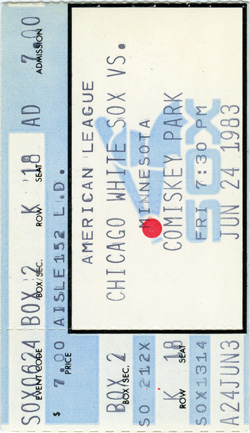 SOX0624 BOX 2 K 18 AD 7.00
EVENT CODE BOX/SEC. ROW SEAT ADMISSION
AISLE152 L.D.
$ 7.00
PRICE
AMERICAN LEAGUE
CHICAGO WHITE SOX VS.
MINNESOTA
COMISKEY PARK
FRI 7:30 PM
JUN 24 1983
SOX
BOX 2
BOX/SEC.
SO 212X
K 18
ROW SEAT
SOX1314
A24JUN3